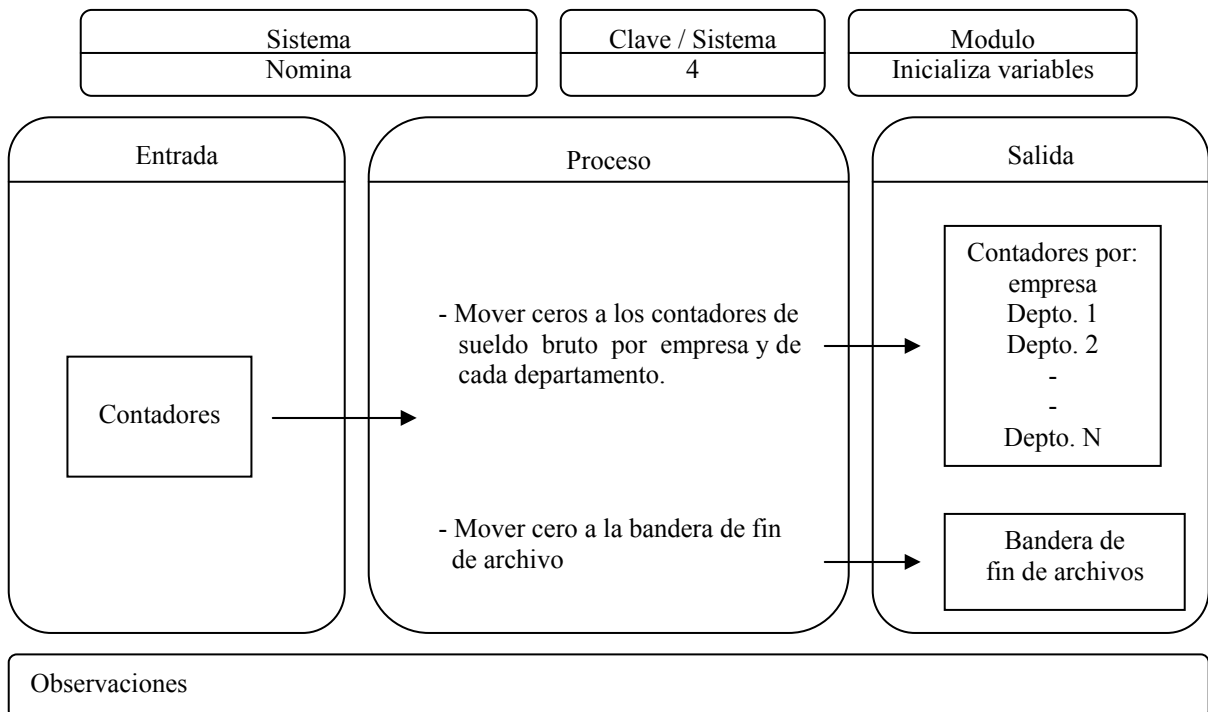 Sistema
Nomina
Clave / Sistema
4
Modulo
Inicializa variables
Entrada
Contadores
Proceso
- Mover ceros a los contadores de
sueldo bruto por empresa y de
cada departamento.
- Mover cero a la bandera de fin
de archivo
Salida
Contadores por:
empresa
Depto. 1
Depto. 2
-
-
Depto. N
Bandera de
fin de archivos
Observaciones